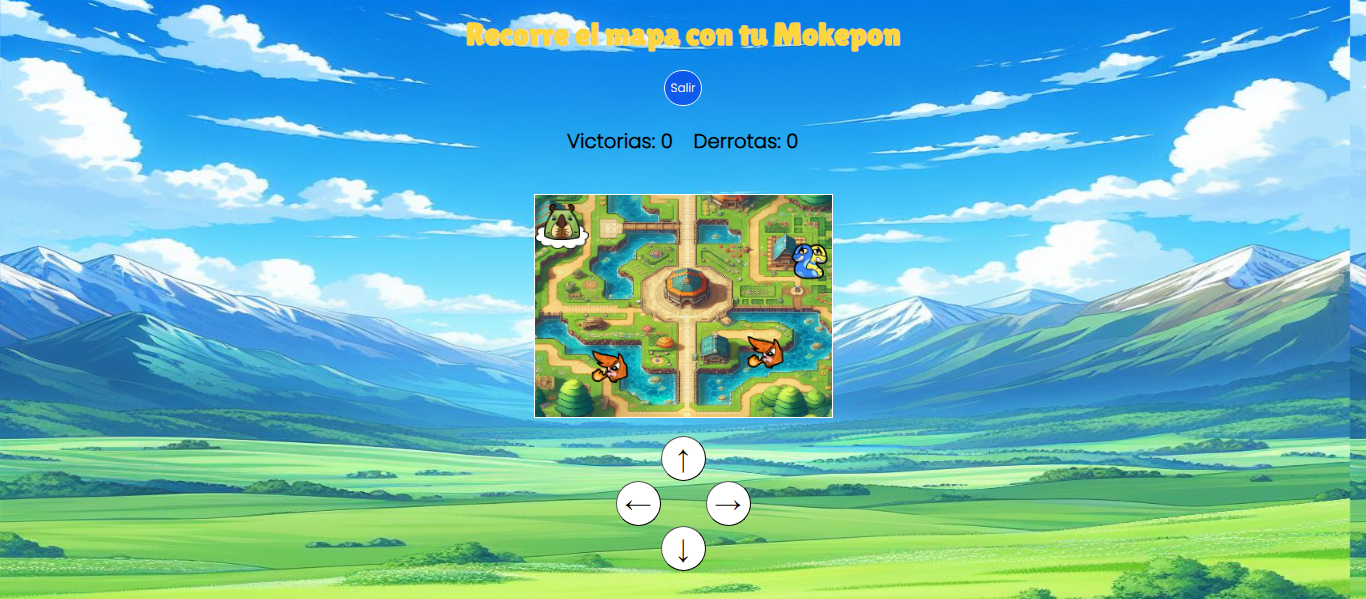 Recorre el mapa con tu Mokepon
Salir
Victorias: 0 Derrotas: 0
↑
← →
↓